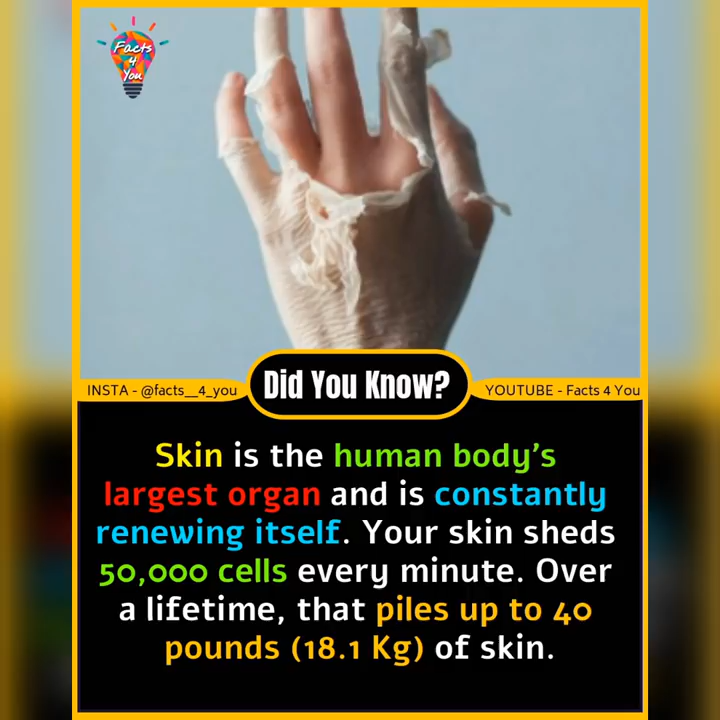 Facts
4
You
INSTA - @facts__4_you
Did You Know?
YOUTUBE - Facts 4 You
Skin is the human body's
largest organ and is constantly
renewing itself. Your skin sheds
50,000 cells every minute. Over
a lifetime, that piles up to 40
pounds (18.1 Kg) of skin.